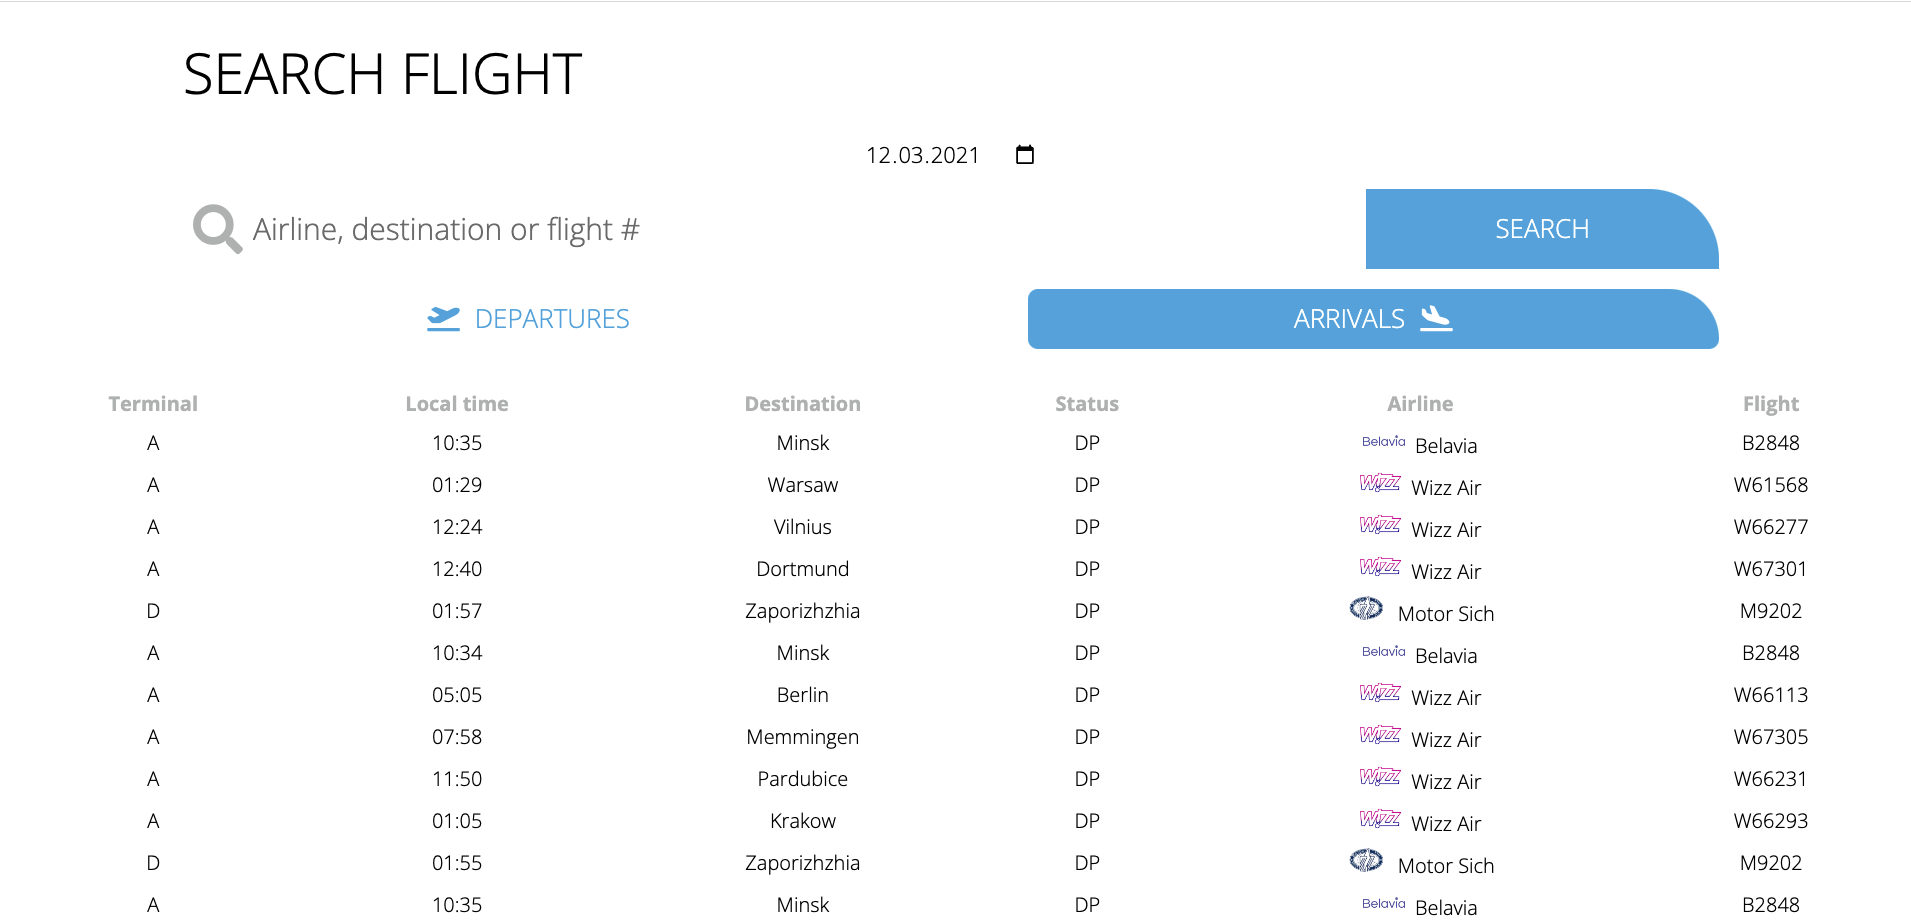 SEARCH FLIGHT
12.03.2021
Airline, destination or flight # SEARCH
DEPARTURES ARRIVALS
Terminal Local time Destination Status Airline Flight
A 10:35 Minsk DP Belavia Belavia B2848
A 01:29 Warsaw DP Wizz Wizz Air W61568
A 12:24 Vilnius DP Wizz Wizz Air W66277
A 12:40 Dortmund DP Wizz Wizz Air W67301
D 01:57 Zaporizhzhia DP Motor Sich M9202
A 10:34 Minsk DP Belavia Belavia B2848
A 05:05 Berlin DP Wizz Wizz Air W66113
A 07:58 Memmingen DP Wizz Wizz Air W67305
A 11:50 Pardubice DP Wizz Wizz Air W66231
A 01:05 Krakow DP Wizz Wizz Air W66293
D 01:55 Zaporizhzhia DP Motor Sich M9202
A 10:35 Minsk DP Belavia Belavia B2848